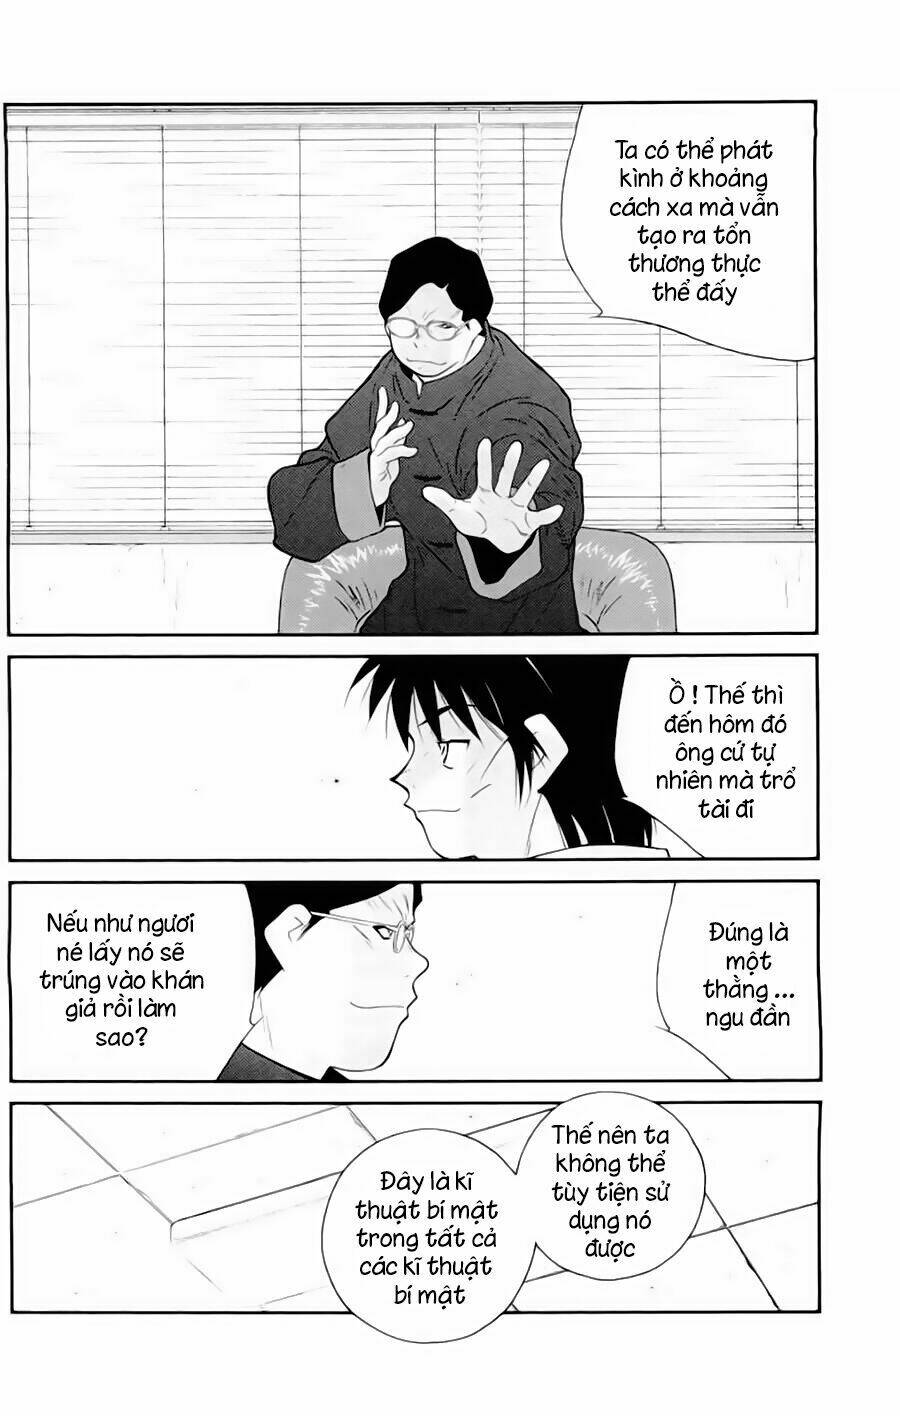 Ta có thể phát
kình ở khoảng
cách xa mà vẫn
tạo ra tổn
thương thực
thể đấy
Ồ ! Thế thì
đến hôm đó
ông cứ tự
nhiên mà trổ
tài đi
Đúng là
một
thằng ...
ngu đần
Nếu như ngươi
né lấy nó sẽ
trúng vào khán
giả rồi làm
sao?
Thế nên ta
không thể
tùy tiện sử
dụng nó
được
Đây là kĩ
thuật bí mật
trong tất cả
các kĩ thuật
bí mật